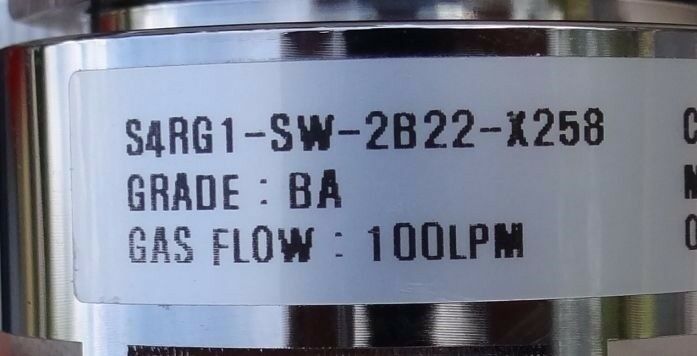 S4RG1-SW-2B22-X258
GRADE : BA
GAS FLOW : 100LPM